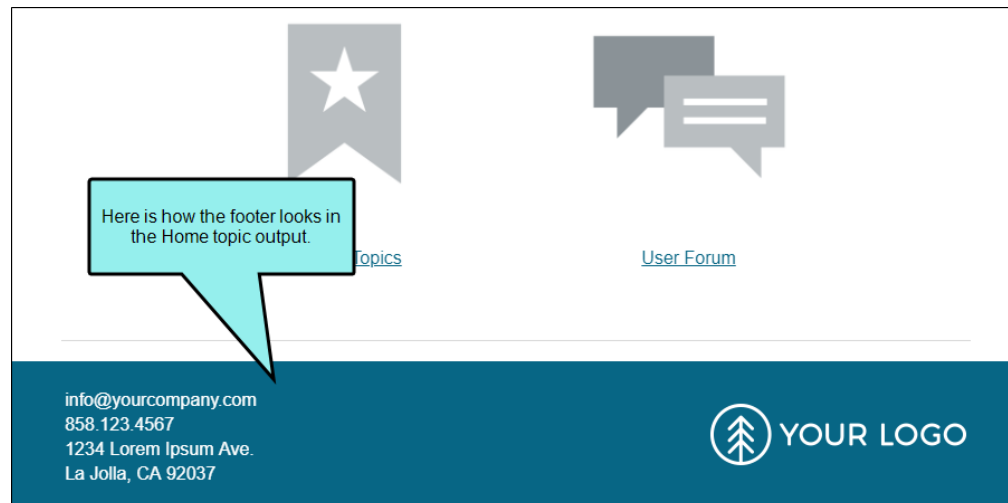 Here is how the footer looks in
the Home topic output.
Topics
User Forum
info@yourcompany.com
858.123.4567
1234 Lorem Ipsum Ave.
La Jolla, CA 92037
YOUR LOGO